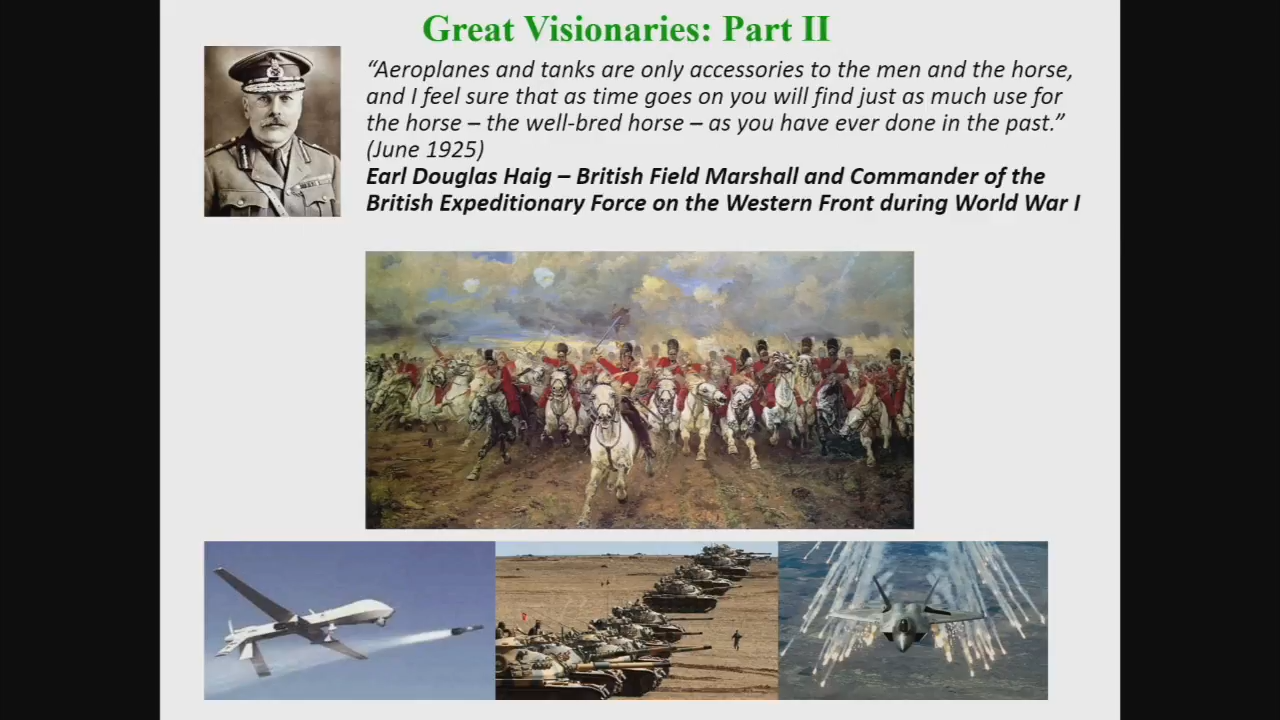 Great Visionaries: Part II
“Aeroplanes and tanks are only accessories to the men and the horse,
and I feel sure that as time goes on you will find just as much use for
the horse – the well-bred horse – as you have ever done in the past.”
(June 1925)
Earl Douglas Haig – British Field Marshall and Commander of the
British Expeditionary Force on the Western Front during World War I